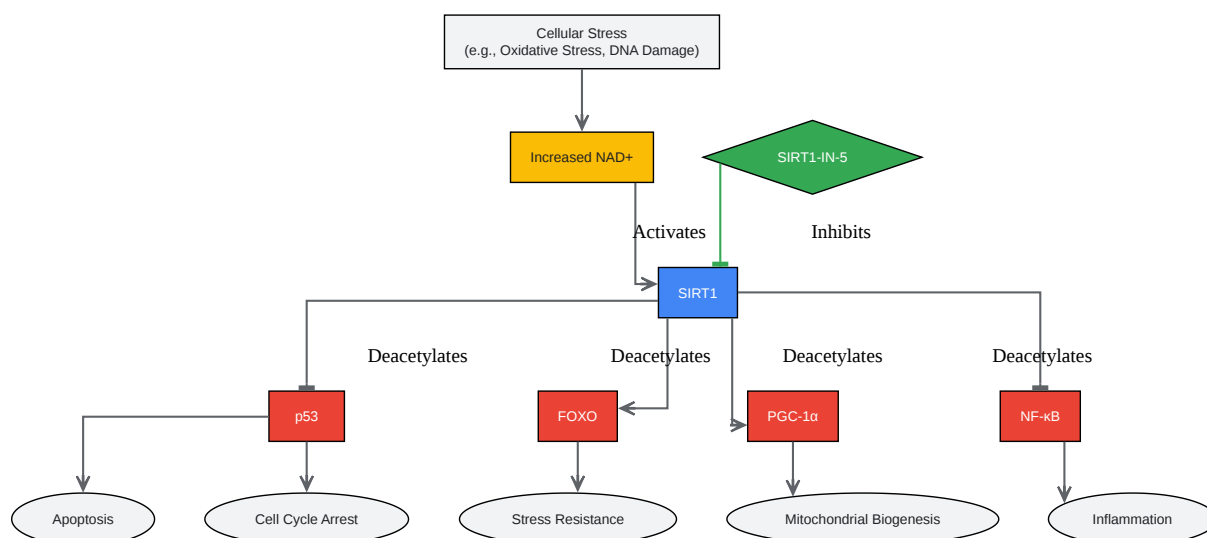 Cellular Stress
(e.g., Oxidative Stress, DNA Damage)
Increased NAD+
SIRT1-IN-5
Activates
Inhibits
SIRT1
Deacetylates
Deacetylates
Deacetylates
Deacetylates
p53
FOXO
PGC-1α
NF-κB
Apoptosis
Cell Cycle Arrest
Stress Resistance
Mitochondrial Biogenesis
Inflammation